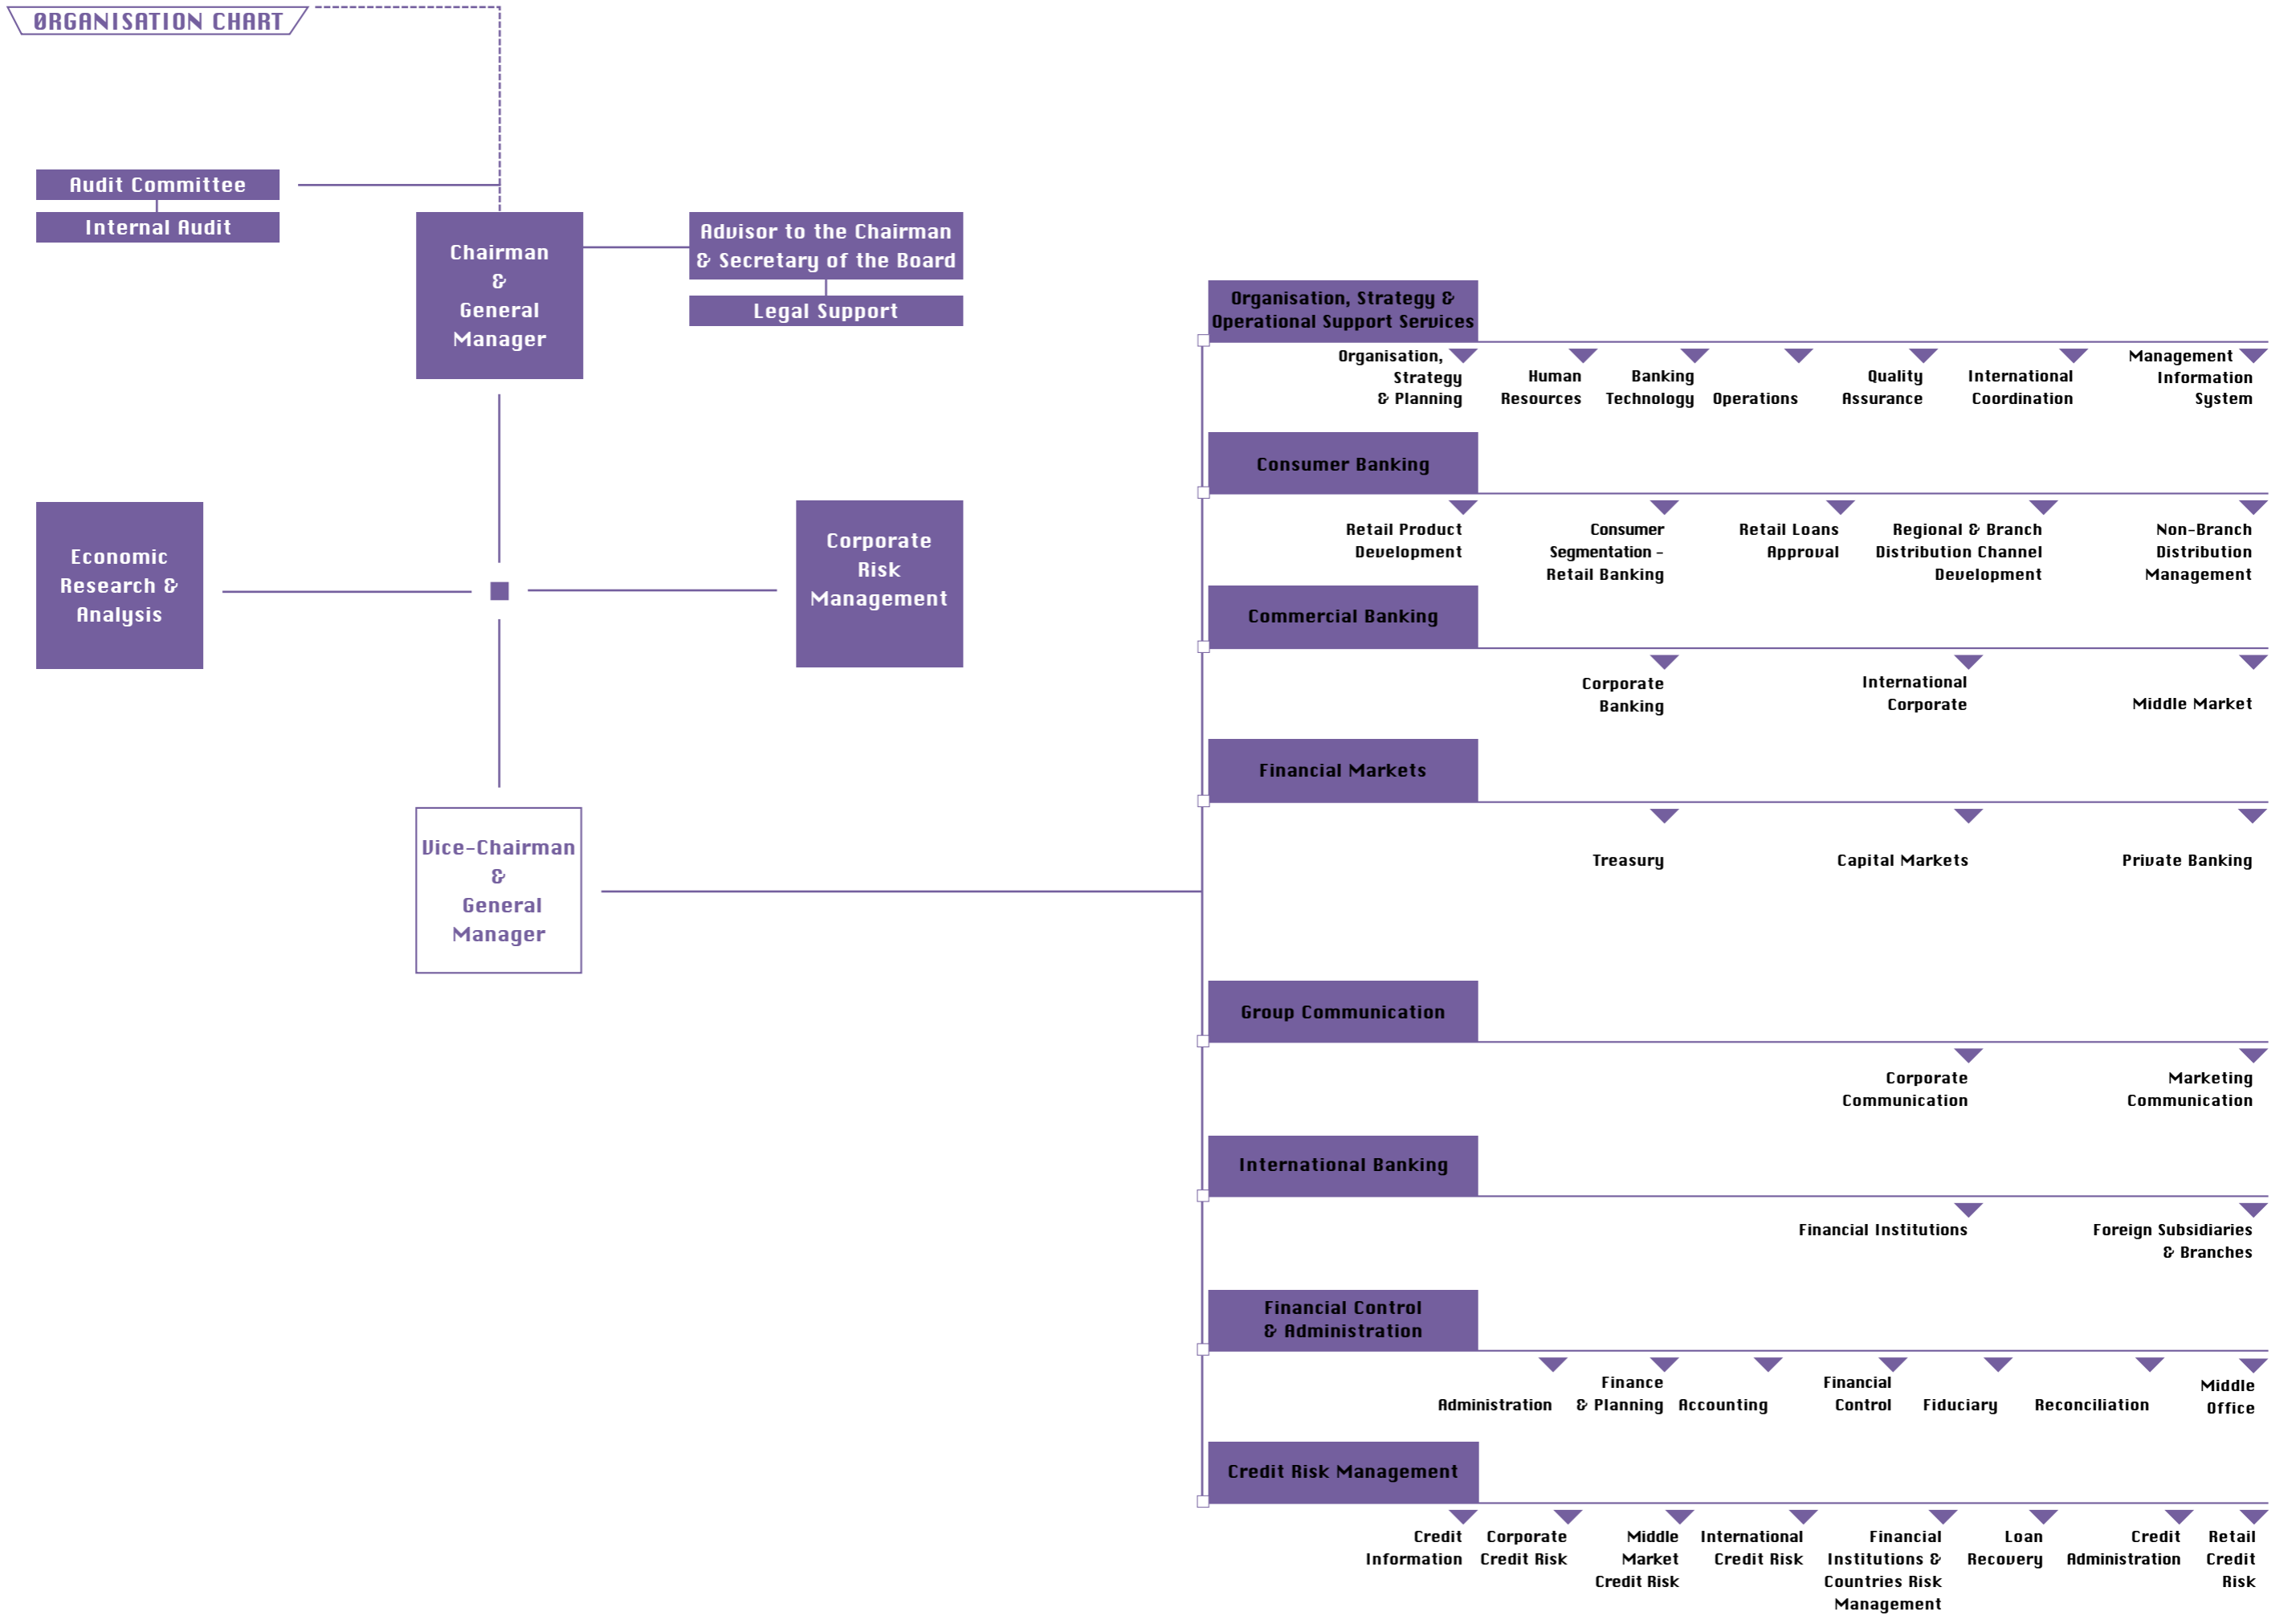 ORGANISATION CHART
Audit Committee
Internal Audit
Chairman
&
General
Manager
Advisor to the Chairman
& Secretary of the Board
Legal Support
Economic
Research &
Analysis
Corporate
Risk
Management
Vice-Chairman
&
General
Manager
Organisation, Strategy &
Operational Support Services
Organisation,
Strategy
& Planning
Human
Resources
Banking
Technology
Operations
Quality
Assurance
International
Coordination
Management
Information
System
Consumer Banking
Retail Product
Development
Consumer
Segmentation -
Retail Banking
Retail Loans
Approval
Regional & Branch
Distribution Channel
Development
Non-Branch
Distribution
Management
Commercial Banking
Corporate
Banking
International
Corporate
Middle Market
Financial Markets
Treasury
Capital Markets
Private Banking
Group Communication
Corporate
Communication
Marketing
Communication
International Banking
Financial Institutions
Foreign Subsidiaries
& Branches
Financial Control
& Administration
Administration
Finance
& Planning
Accounting
Financial
Control
Fiduciary
Reconciliation
Middle
Office
Credit Risk Management
Credit
Information
Corporate
Credit Risk
Middle
Market
Credit Risk
International
Credit Risk
Financial
Institutions &
Countries Risk
Management
Loan
Recovery
Credit
Administration
Retail
Credit
Risk